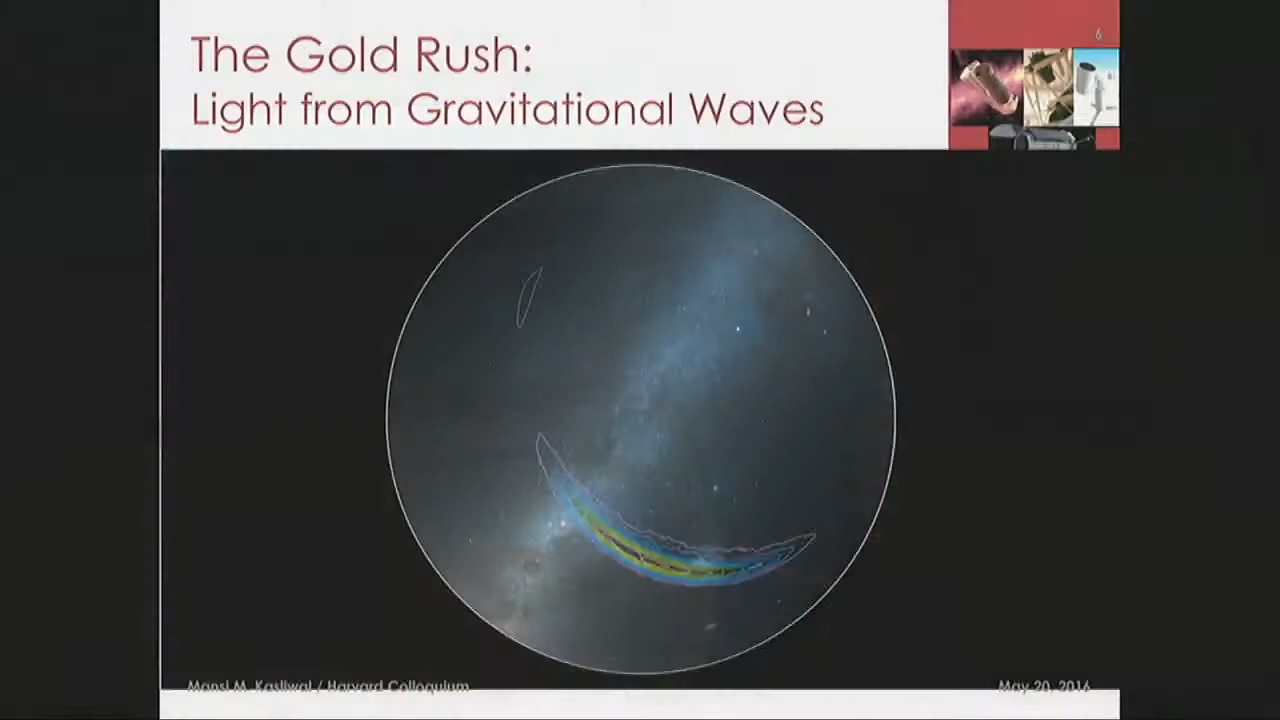 The Gold Rush:
Light from Gravitational Waves
6
Mansi M. Kasliwal / Harvard Colloquium
May 20, 2016